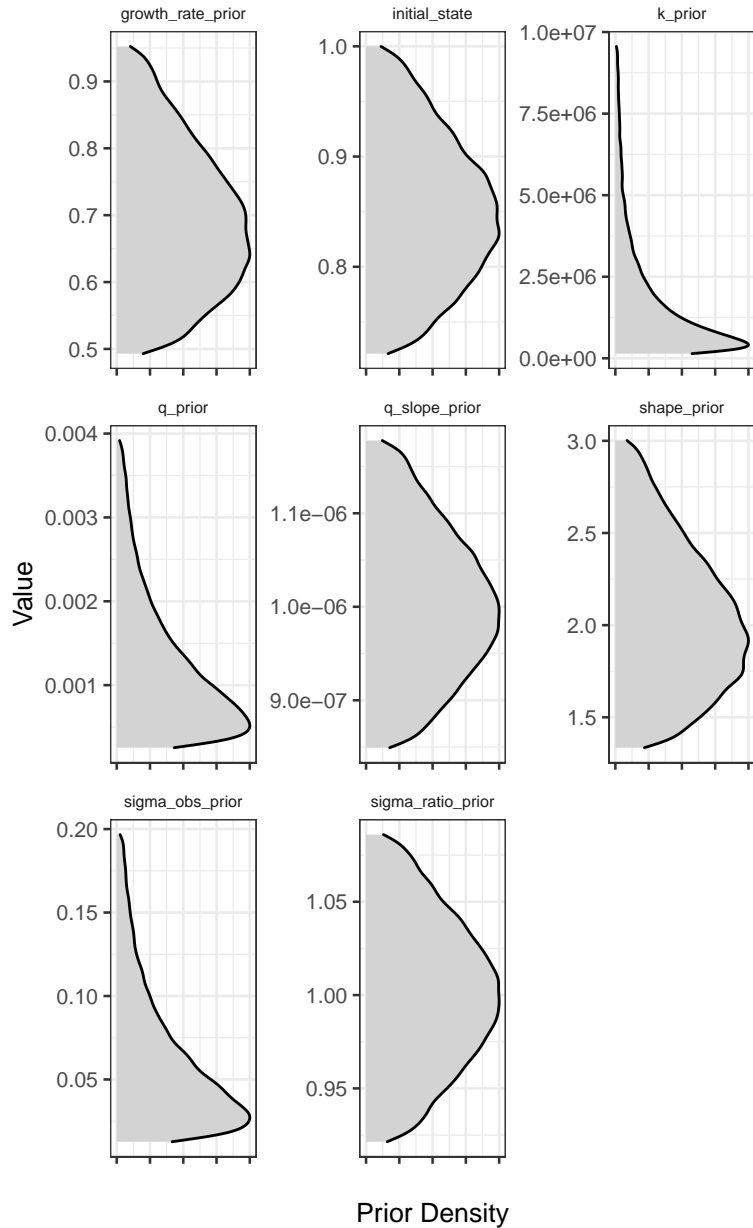 growth_rate_prior
0.9
0.8
0.7
0.6
0.5
initial_state
1.0
0.9
0.8
k_prior
1.0e+07
7.5e+06
5.0e+06
2.5e+06
0.0e+00
q_prior
0.004
0.003
0.002
0.001
q_slope_prior
1.1e−06
1.0e−06
9.0e−07
shape_prior
3.0
2.5
2.0
1.5
sigma_obs_prior
0.20
0.15
0.10
0.05
sigma_ratio_prior
1.05
1.00
0.95
Value
Prior Density